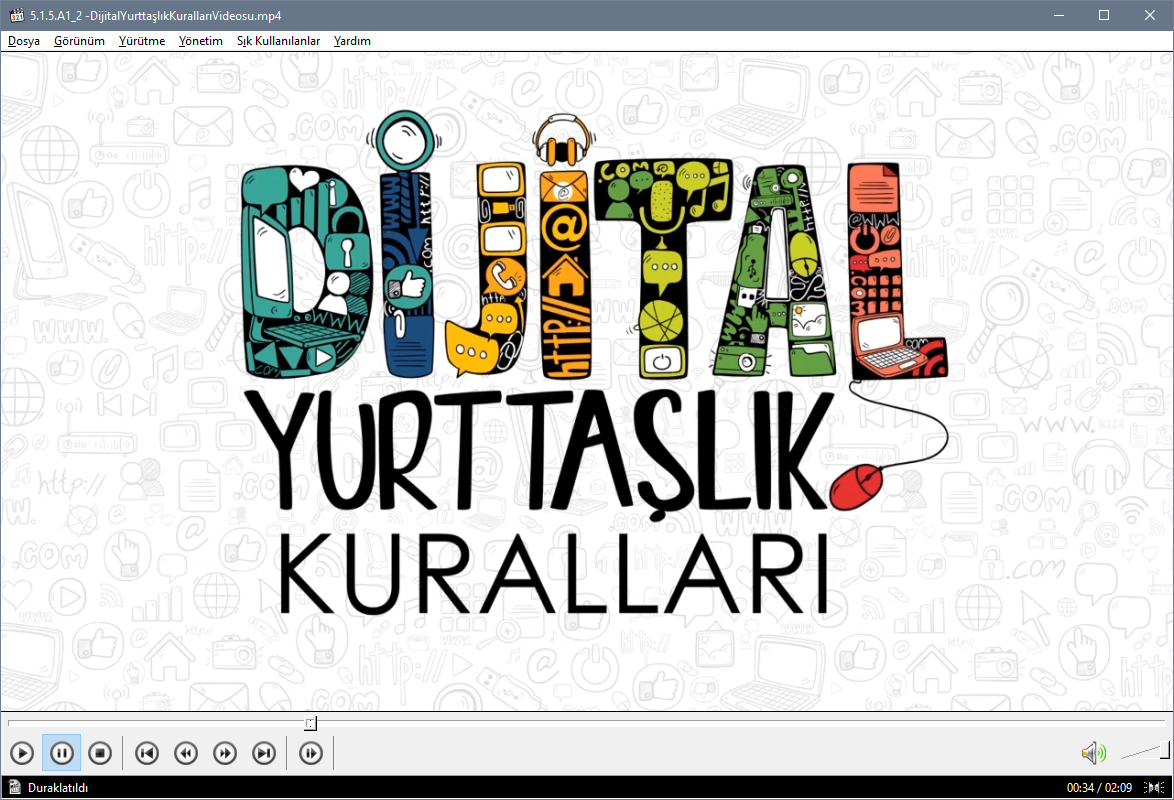 5.1.5.A1_2 -DijitalYurttaşlıkKurallarıVideosu.mp4
Dosya Görünüm Yürütme Yönetim Sık Kullanılanlar Yardım
DİJİTAL
YURTTAŞLIK
KURALLARI
Duraklatıldı 00:34 / 02:09